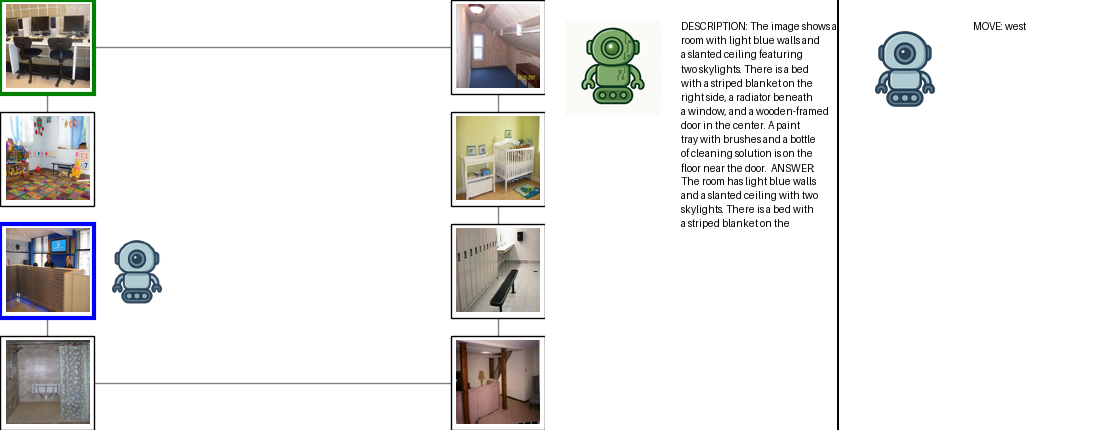 DESCRIPTION: The image shows a
room with light blue walls and
a slanted ceiling featuring
two skylights. There is a bed
with a striped blanket on the
right side, a radiator beneath
a window, and a wooden-framed
door in the center. A paint
tray with brushes and a bottle
of cleaning solution is on the
floor near the door. ANSWER
The room has light blue walls
and a slanted ceiling with two
skylights. There is a bed with
a striped blanket on the
MOVE: west